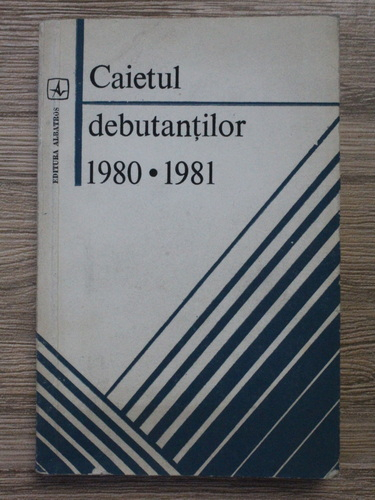 Caietul
debutanților
1980 • 1981
EDITURA ALBATROS